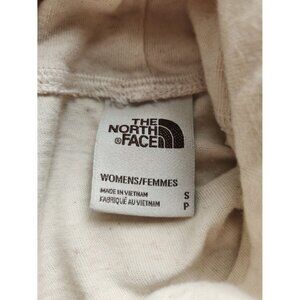 THE
NORTH
FACE
WOMENS/FEMMES
MADE IN VIETNAM
FABRIQUÉ AU VIETNAM
S
P